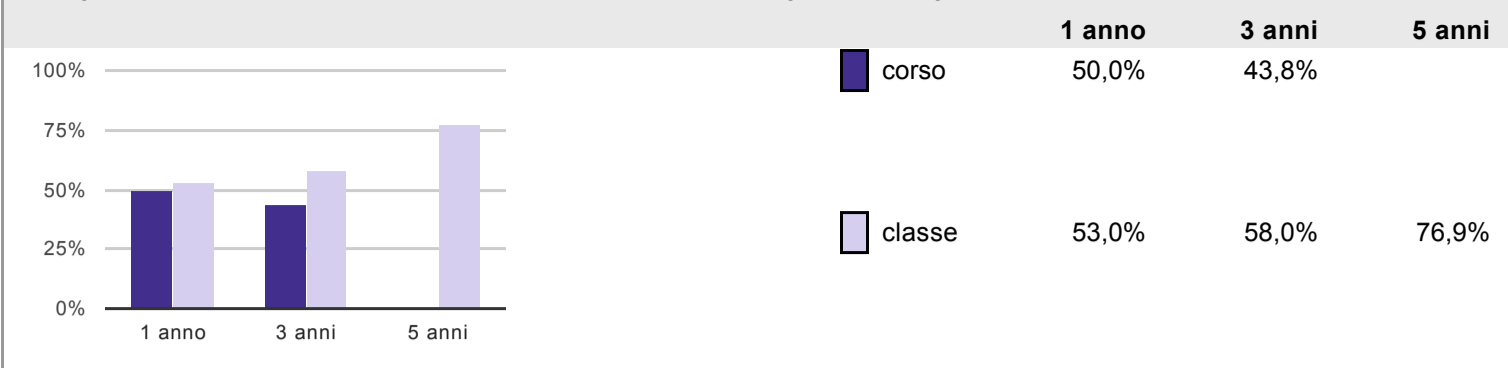 1 anno 3 anni 5 anni
100%
75%
50%
25%
0%
1 anno 3 anni 5 anni
corso 50,0% 43,8%
classe 53,0% 58,0% 76,9%